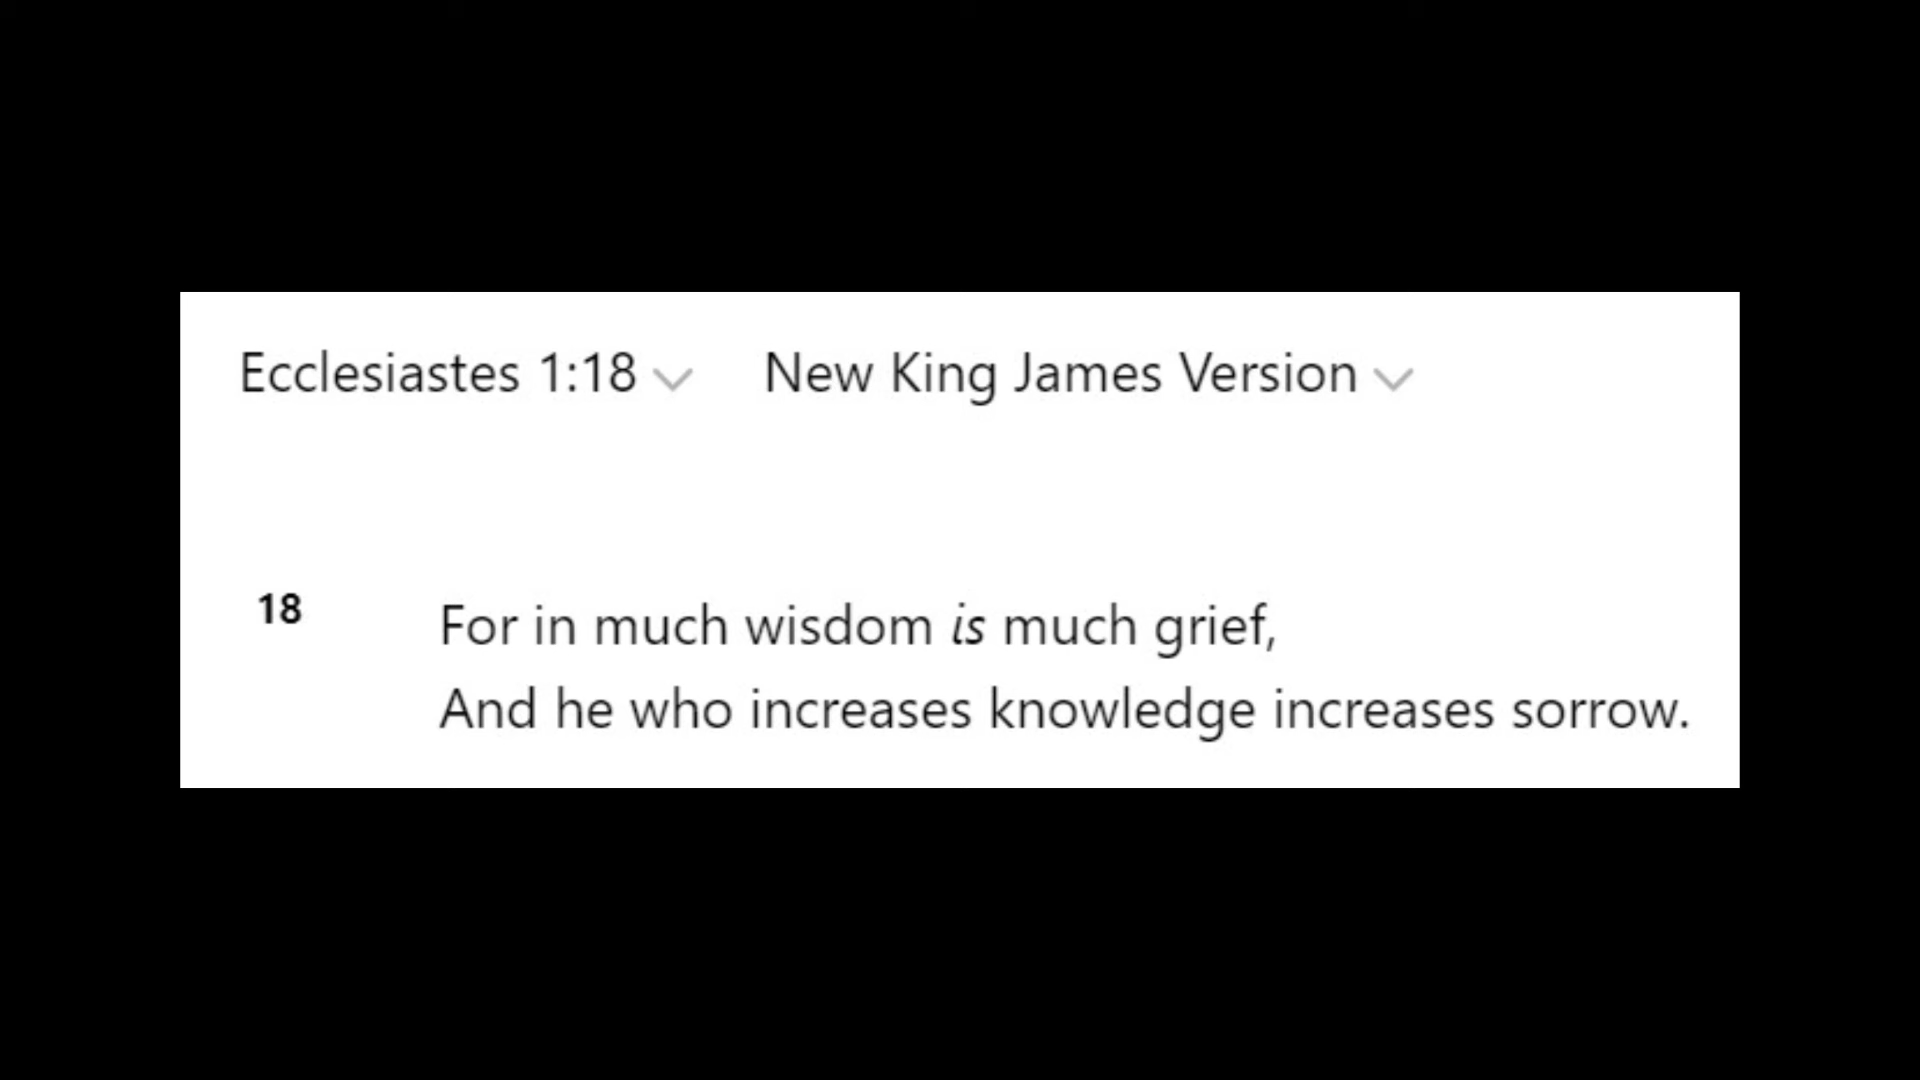 Ecclesiastes 1:18 New King James Version
18 For in much wisdom is much grief,
And he who increases knowledge increases sorrow.